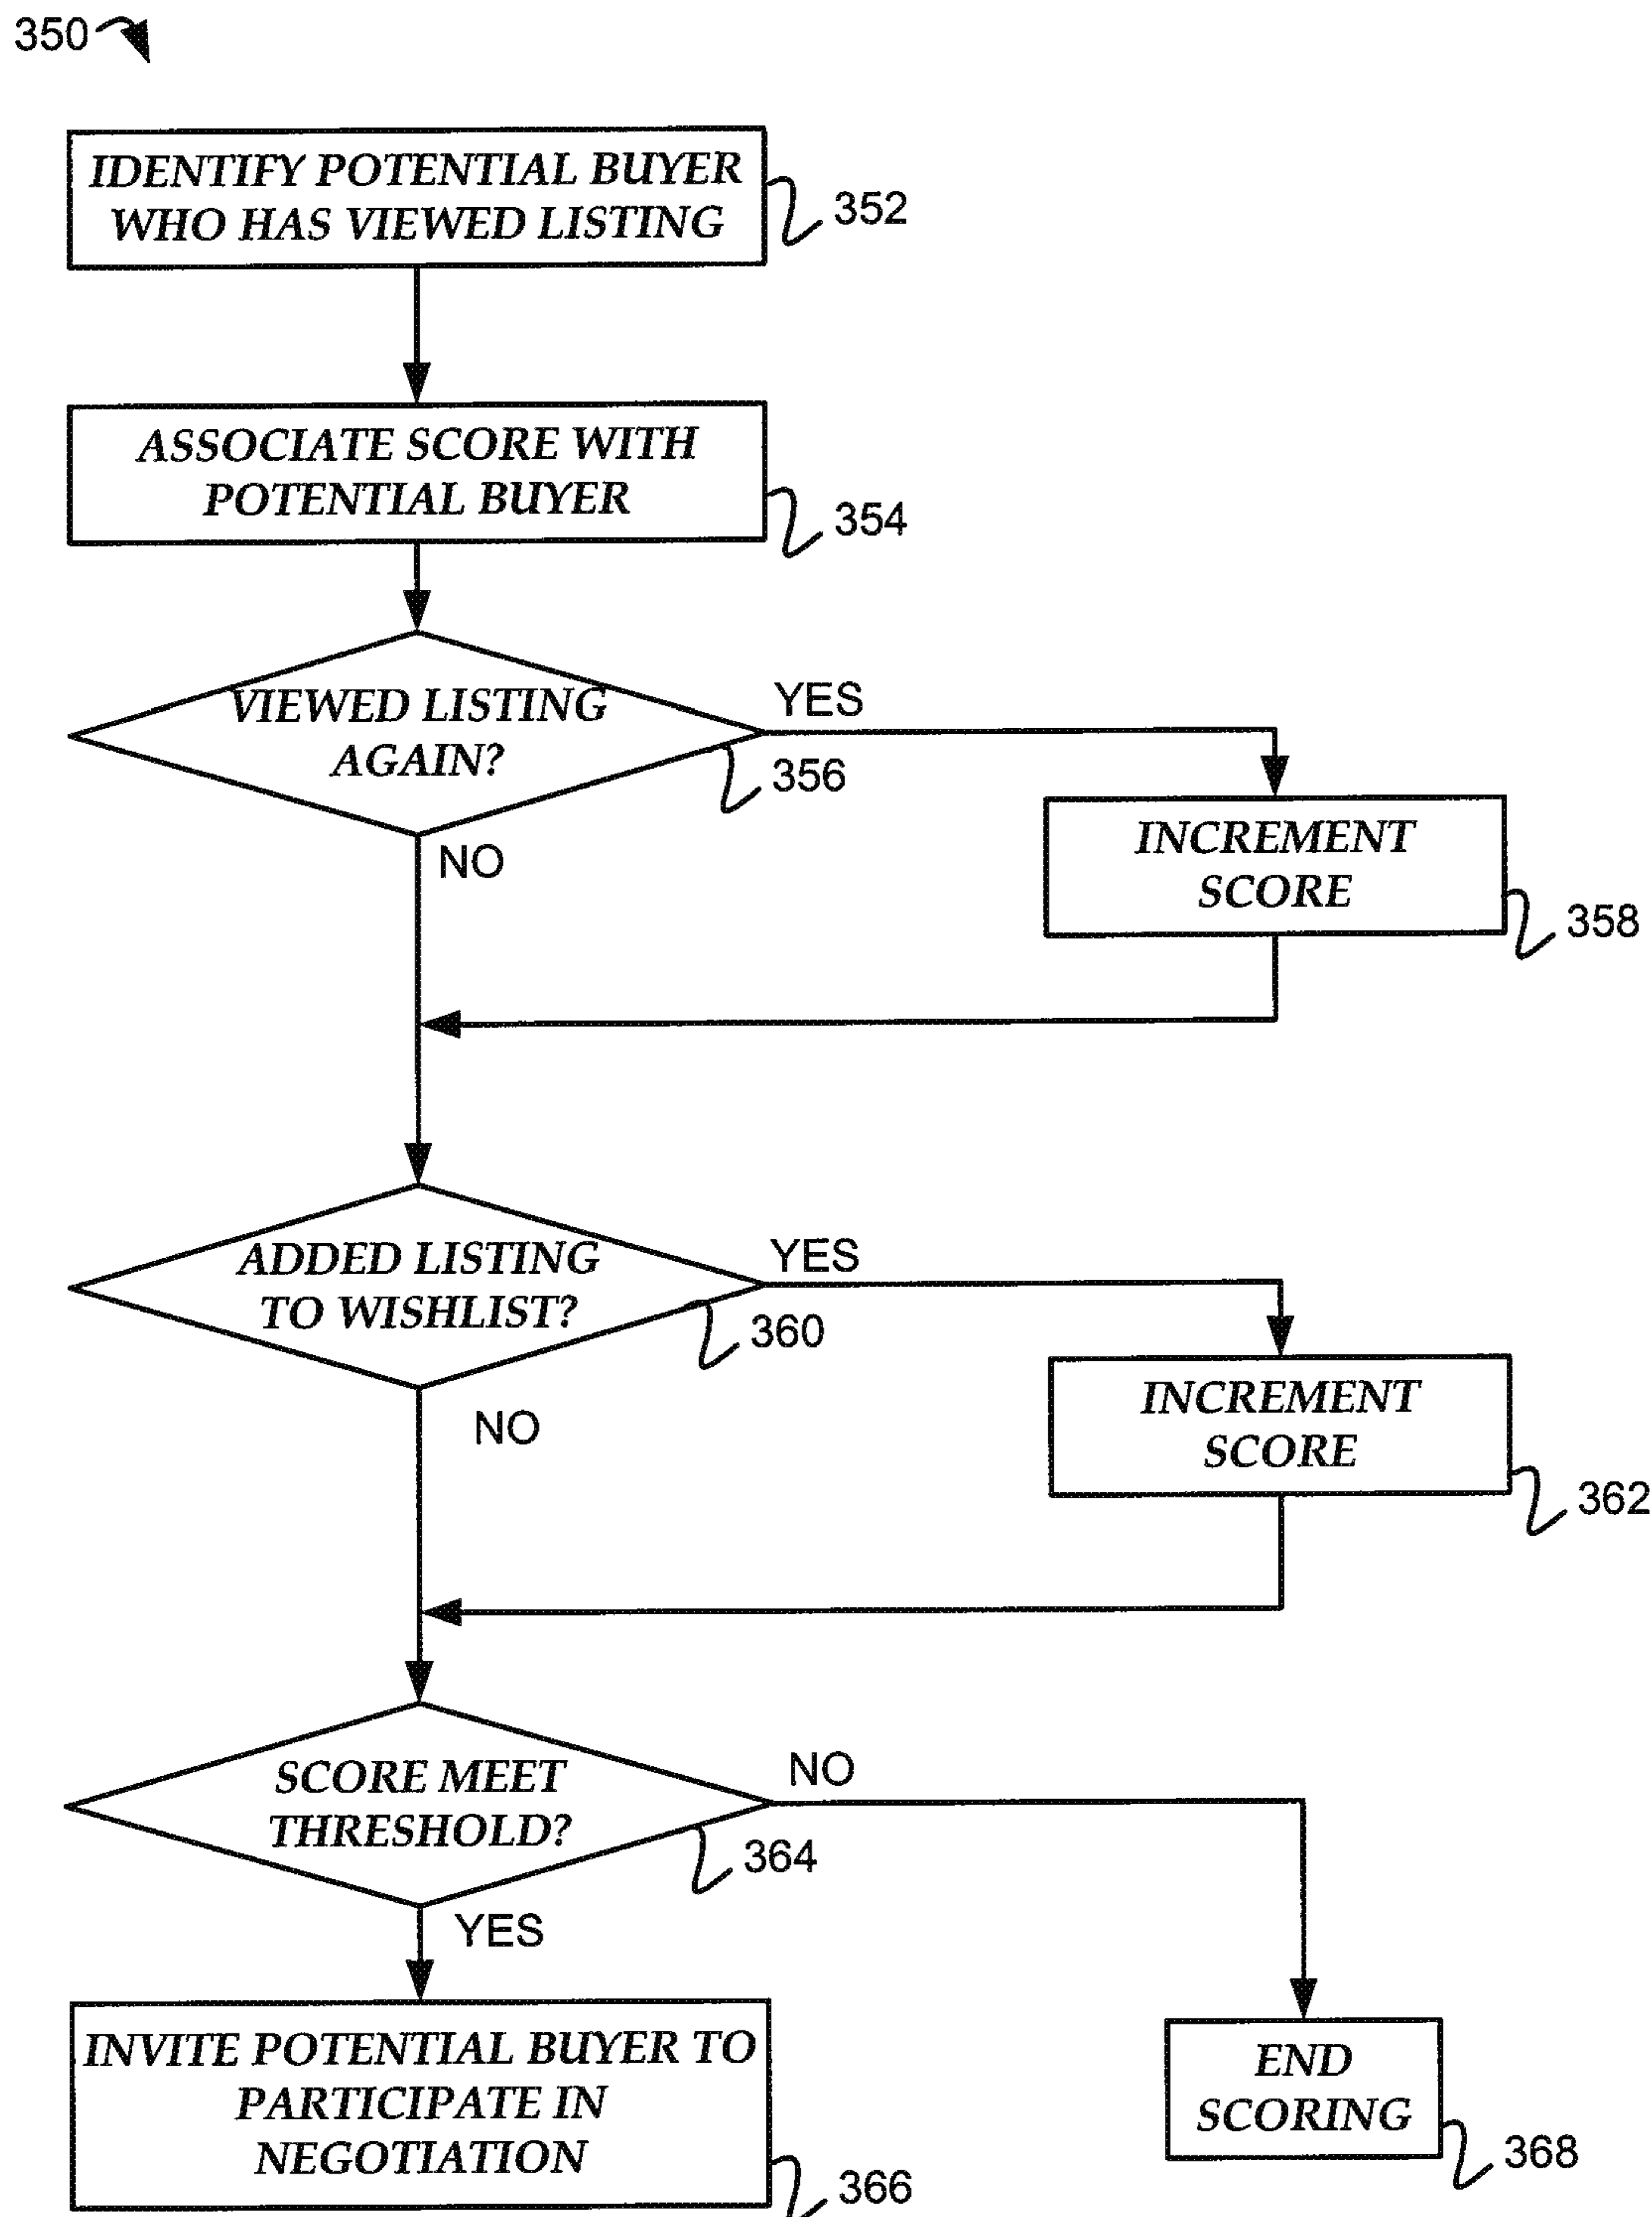 350
IDENTIFY POTENTIAL BUYER
WHO HAS VIEWED LISTING
352
ASSOCIATE SCORE WITH
POTENTIAL BUYER
354
VIEWED LISTING
AGAIN?
YES
356
NO
INCREMENT
SCORE
358
ADDED LISTING
TO WISHLIST?
YES
360
NO
INCREMENT
SCORE
362
SCORE MEET
THRESHOLD?
NO
364
YES
INVITE POTENTIAL BUYER TO
PARTICIPATE IN
NEGOTIATION
366
END
SCORING
368